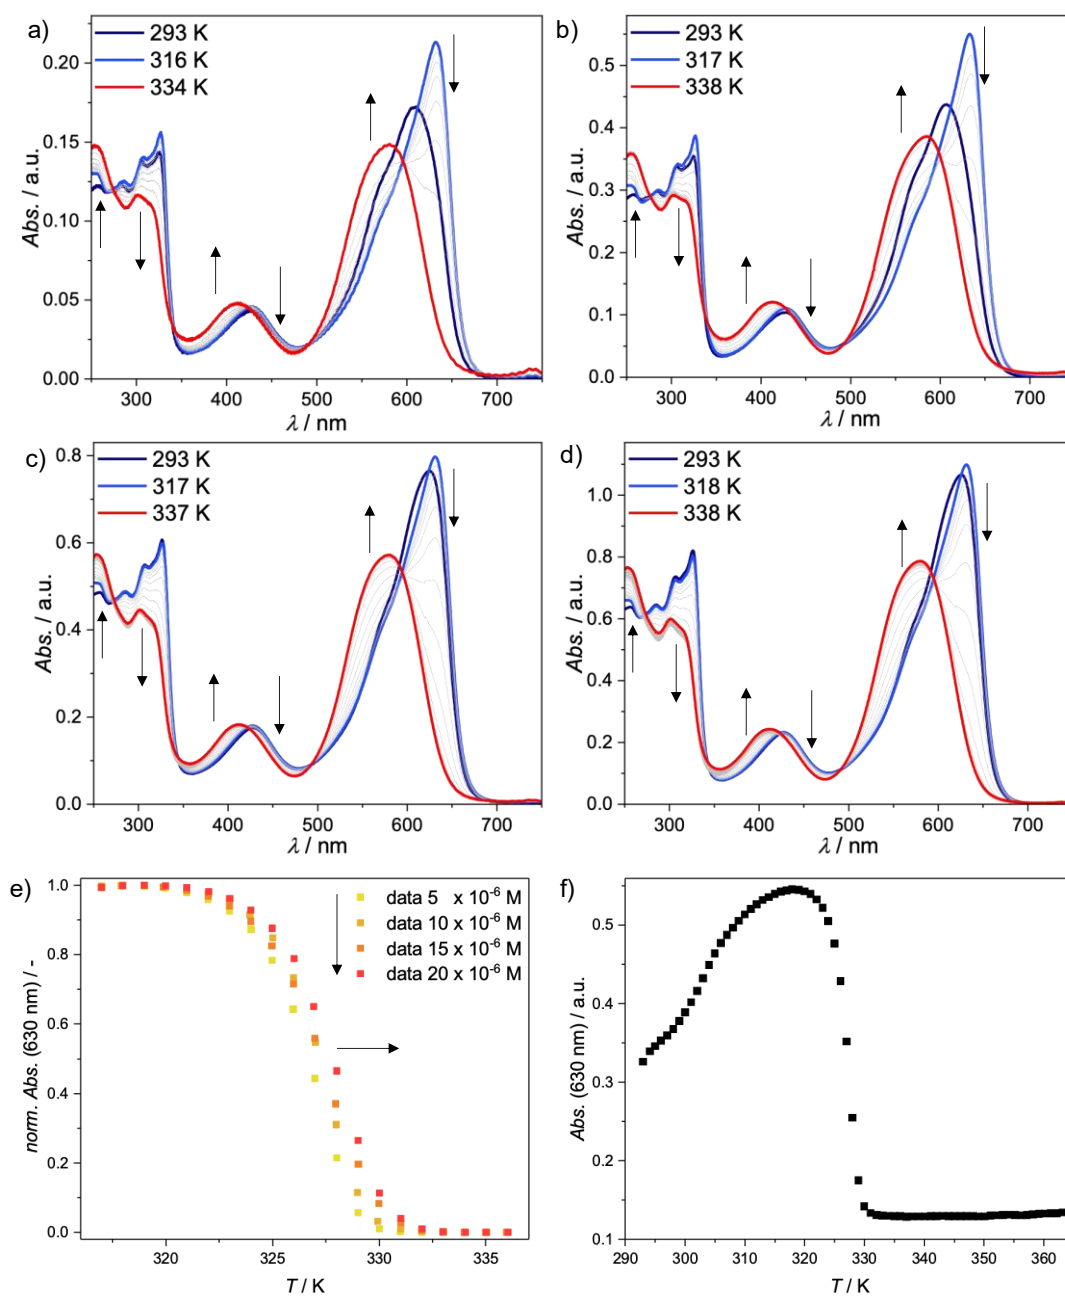 a)
293 K
316 K
334 K
0.20
0.15
0.10
0.05
0.00
Abs. / a.u.
300 400 500 600 700
λ / nm
b)
293 K
317 K
338 K
0.5
0.4
0.3
0.2
0.1
0.0
Abs. / a.u.
300 400 500 600 700
λ / nm
c)
293 K
317 K
337 K
0.8
0.6
0.4
0.2
0.0
Abs. / a.u.
300 400 500 600 700
λ / nm
d)
293 K
318 K
338 K
1.0
0.8
0.6
0.4
0.2
0.0
Abs. / a.u.
300 400 500 600 700
λ / nm
e)
data 5 x 10⁻⁶ M
data 10 x 10⁻⁶ M
data 15 x 10⁻⁶ M
data 20 x 10⁻⁶ M
1.0
0.8
0.6
0.4
0.2
0.0
norm. Abs. (630 nm) / -
320 325 330 335
T / K
f)
0.5
0.4
0.3
0.2
0.1
Abs. (630 nm) / a.u.
290 300 310 320 330 340 350 360
T / K